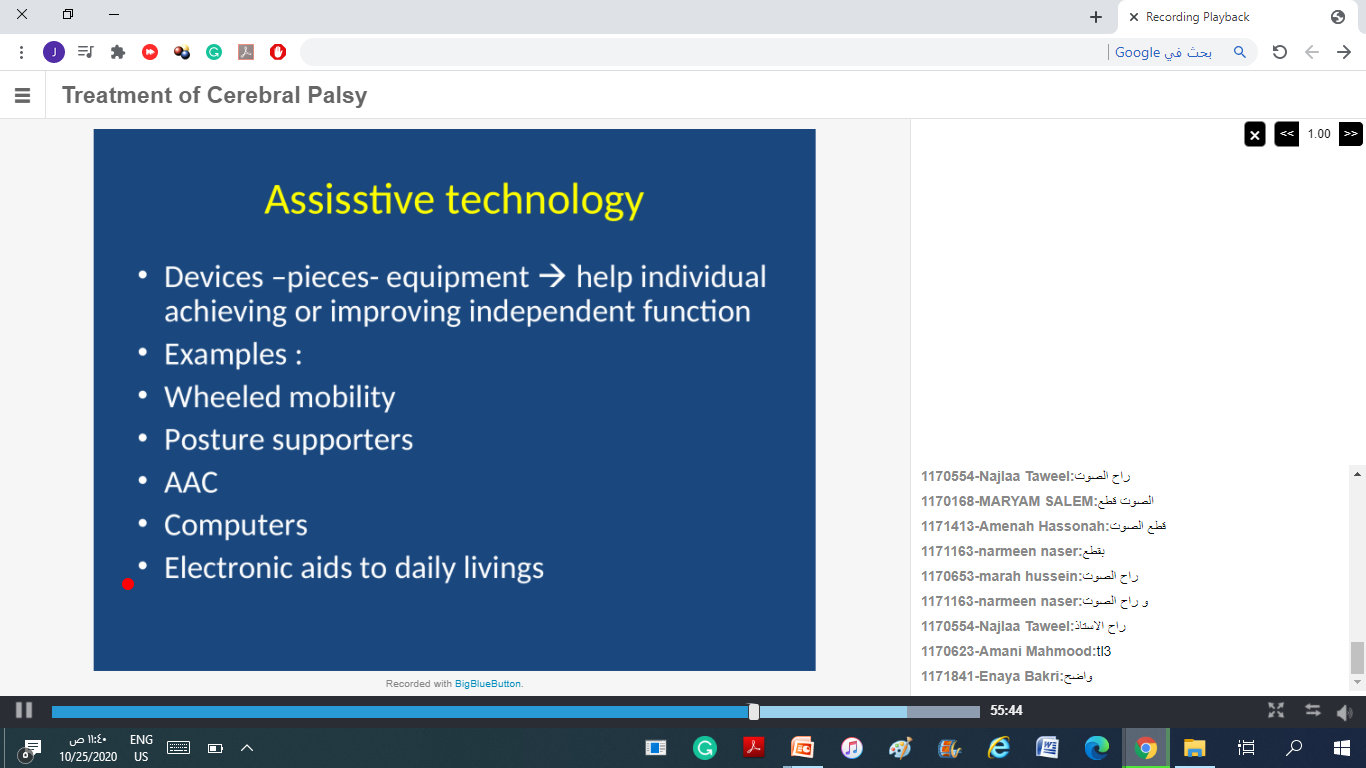 Recording Playback
بحث في Google
J
Treatment of Cerebral Palsy
<< 1.00 >>
Assisstive technology
• Devices –pieces- equipment → help individual
achieving or improving independent function
• Examples :
• Wheeled mobility
• Posture supporters
• AAC
• Computers
• Electronic aids to daily livings
Recorded with BigBlueButton.
1170554-Najlaa Taweel:راح الصوت
1170168-MARYAM SALEM:الصوت قطع
1171413-Amenah Hassonah:قطع الصوت
1171163-narmeen naser:بقطع
1170653-marah hussein:راح الصوت
1171163-narmeen naser:و راح الصوت
1170554-Najlaa Taweel:راح الاستاذ
1170623-Amani Mahmood:tl3
1171841-Enaya Bakri:واضح
55:44
١١:٤٠ ص
10/25/2020
ENG
US